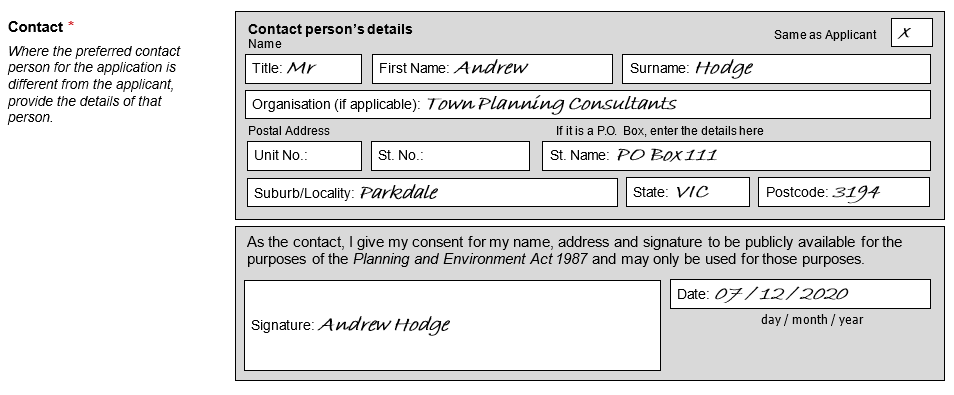 Contact *
Where the preferred contact
person for the application is
different from the applicant,
provide the details of that
person.
Contact person's details
Name
Same as Applicant X
Title: Mr First Name: Andrew Surname: Hodge
Organisation (if applicable): Town Planning Consultants
Postal Address If it is a P.O. Box, enter the details here
Unit No.: St. No.: St. Name: PO Box 111
Suburb/Locality: Parkdale State: VIC Postcode: 3194
As the contact, I give my consent for my name, address and signature to be publicly available for the
purposes of the Planning and Environment Act 1987 and may only be used for those purposes.
Signature: Andrew Hodge
Date: 07/12/2020
day / month / year